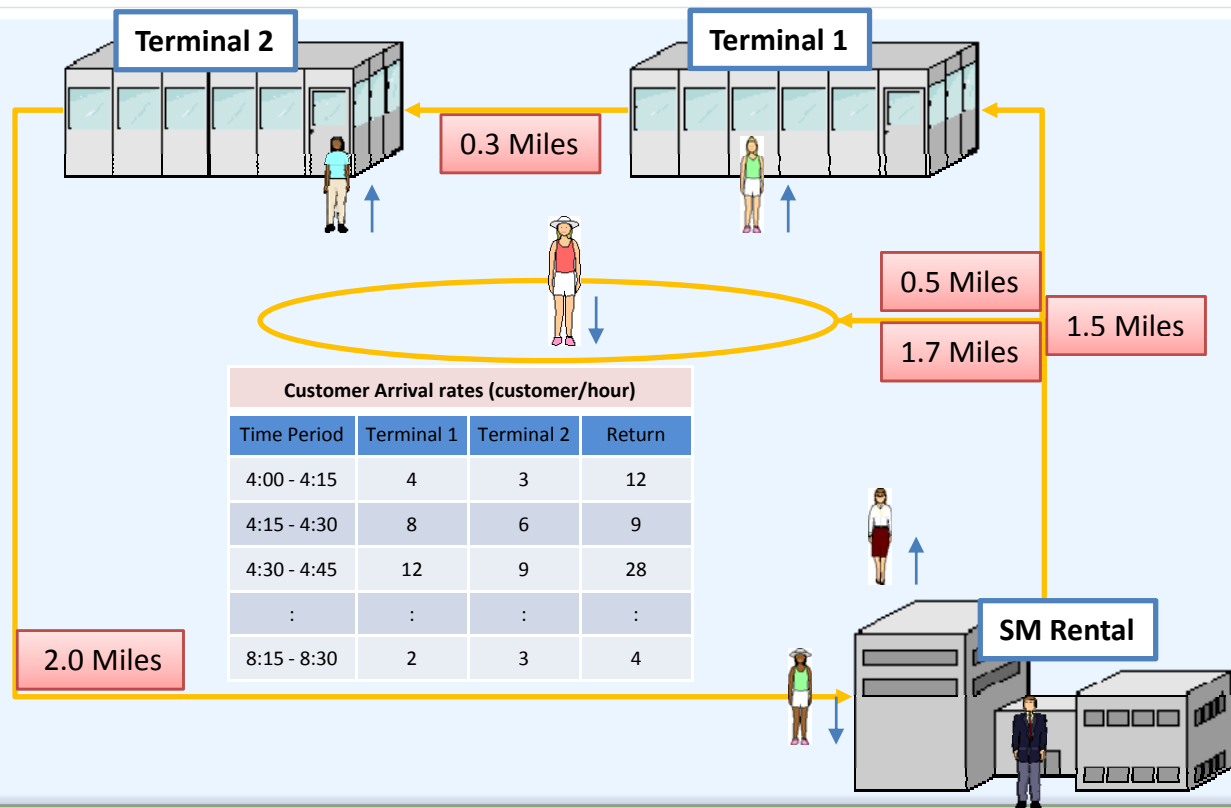 Terminal 2
Terminal 1
0.3 Miles
0.5 Miles
1.5 Miles
1.7 Miles
Customer Arrival rates (customer/hour)
Time Period Terminal 1 Terminal 2 Return
4:00 - 4:15 4 3 12
4:15 - 4:30 8 6 9
4:30 - 4:45 12 9 28
: : : :
8:15 - 8:30 2 3 4
SM Rental
2.0 Miles